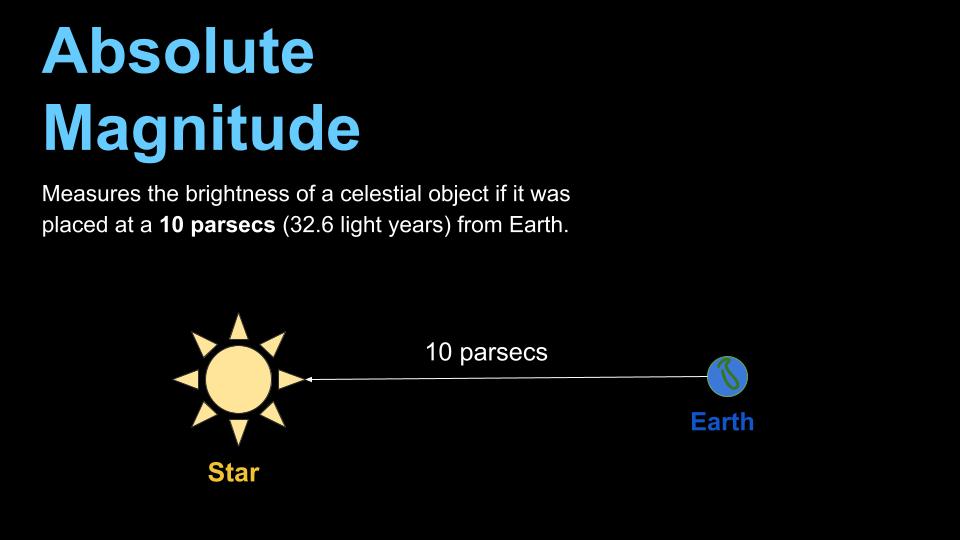 Absolute
Magnitude
Measures the brightness of a celestial object if it was
placed at a 10 parsecs (32.6 light years) from Earth.
10 parsecs
Earth
Star